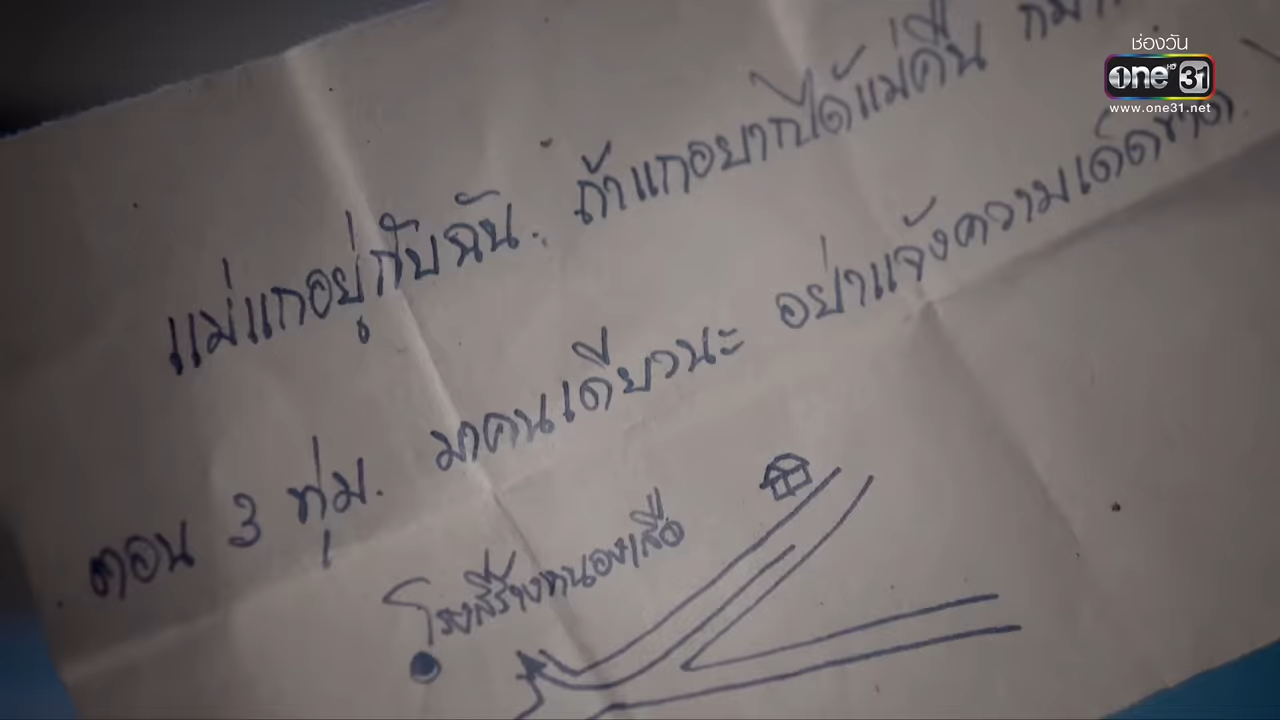 ช่องวัน
one HD 31
www.one31.net
แม่แกอยู่กับฉัน. ถ้าแกอยากได้แม่คืน
ตอน 3 ทุ่ม. มาคนเดียวนะ อย่าแจ้งความเด็ดขาด.
โรงสีร้างหนองเสือ